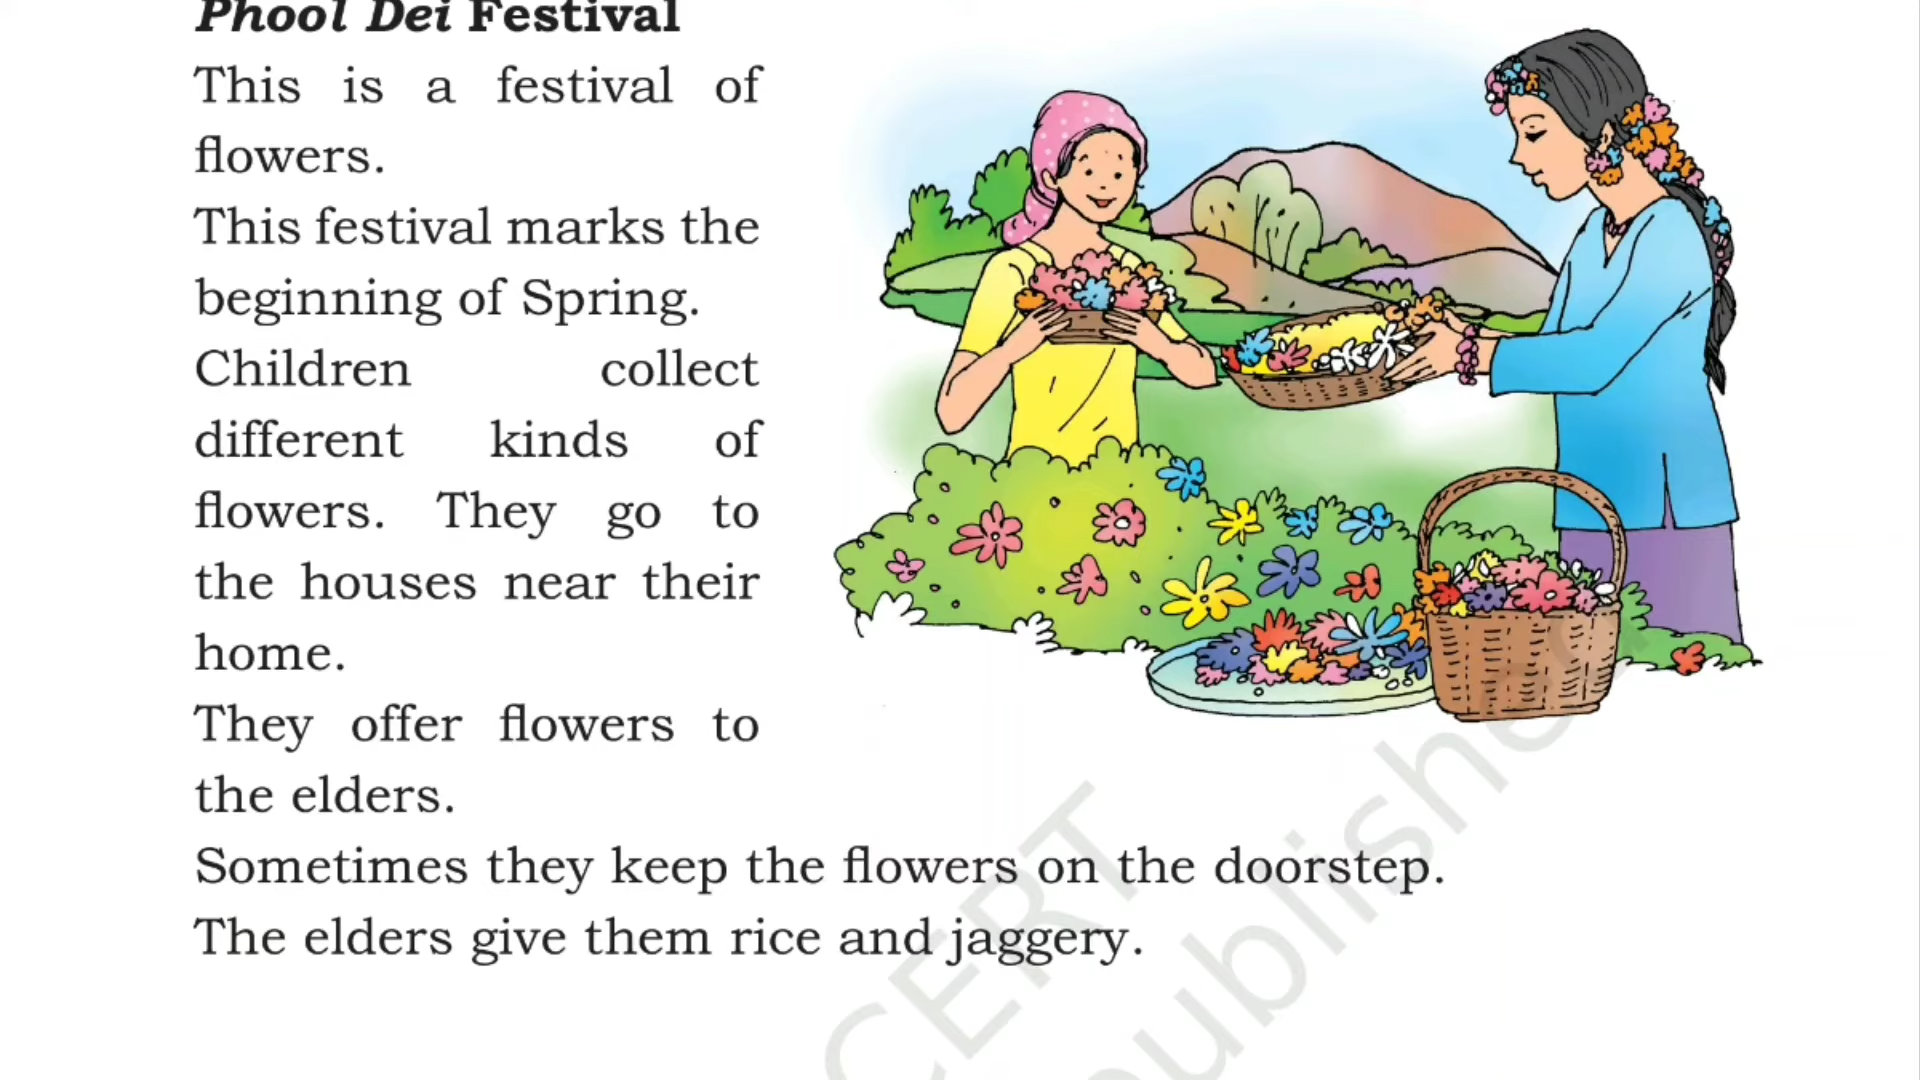 Phool Dei Festival
This is a festival of
flowers.
This festival marks the
beginning of Spring.
Children collect
different kinds of
flowers. They go to
the houses near their
home.
They offer flowers to
the elders.
Sometimes they keep the flowers on the doorstep.
The elders give them rice and jaggery.
CERT
publishe